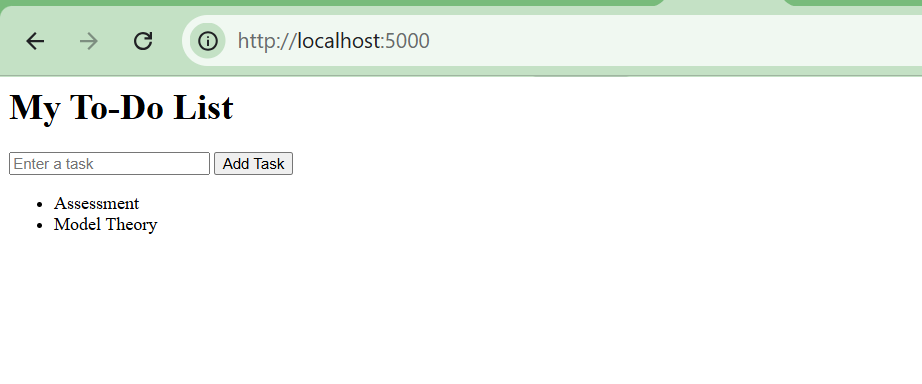 http://localhost:5000
My To-Do List
Enter a task Add Task
Assessment
Model Theory